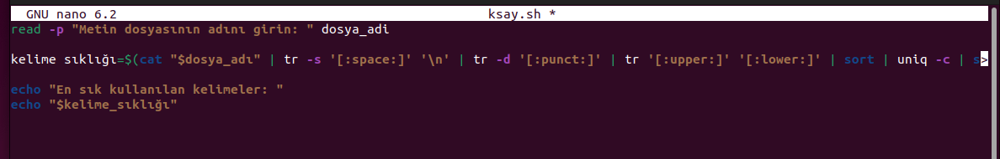 GNU nano 6.2 ksay.sh *
read -p "Metin dosyasının adını girin: " dosya_adi
kelime sıklığı=$(cat "$dosya_adı" | tr -s '[:space:]' '\n' | tr -d '[:punct:]' | tr '[:upper:]' '[:lower:]' | sort | uniq -c | s>
echo "En sık kullanılan kelimeler: "
echo "$kelime_sıklığı"